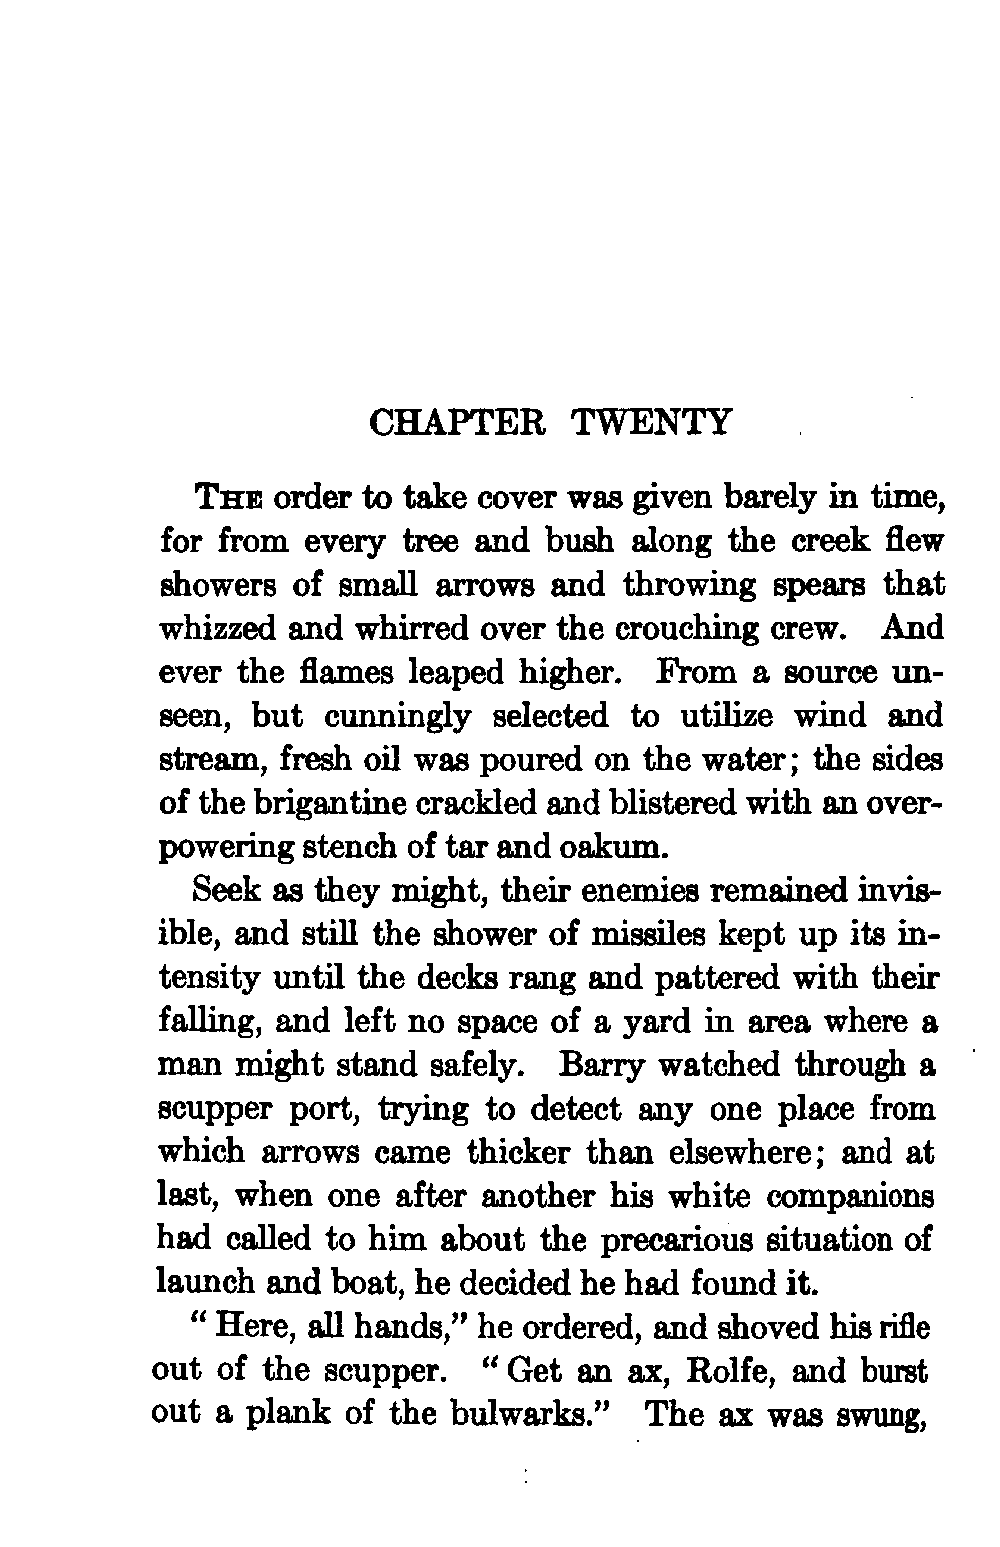 CHAPTER TWENTY
THE order to take cover was given barely in time,
for from every tree and bush along the creek flew
showers of small arrows and throwing spears that
whizzed and whirred over the crouching crew. And
ever the flames leaped higher. From a source un-
seen, but cunningly selected to utilize wind and
stream, fresh oil was poured on the water; the sides
of the brigantine crackled and blistered with an over-
powering stench of tar and oakum.
Seek as they might, their enemies remained invis-
ible, and still the shower of missiles kept up its in-
tensity until the decks rang and pattered with their
falling, and left no space of a yard in area where a
man might stand safely. Barry watched through a
scupper port, trying to detect any one place from
which arrows came thicker than elsewhere; and at
last, when one after another his white companions
had called to him about the precarious situation of
launch and boat, he decided he had found it.
“Here, all hands,” he ordered, and shoved his rifle
out of the scupper. “Get an ax, Rolfe, and burst
out a plank of the bulwarks.” The ax was swung,